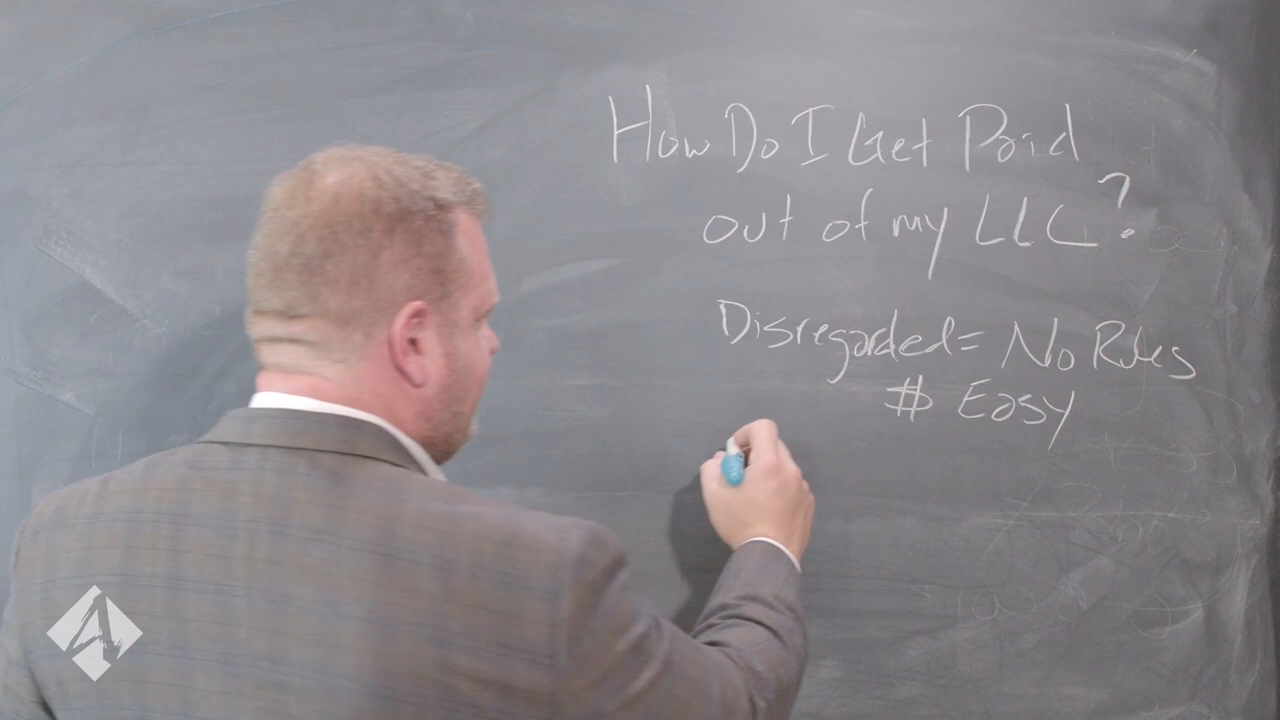 How Do I Get Paid
out of my LLC?
Disregarded = No Rules
$ Easy
A